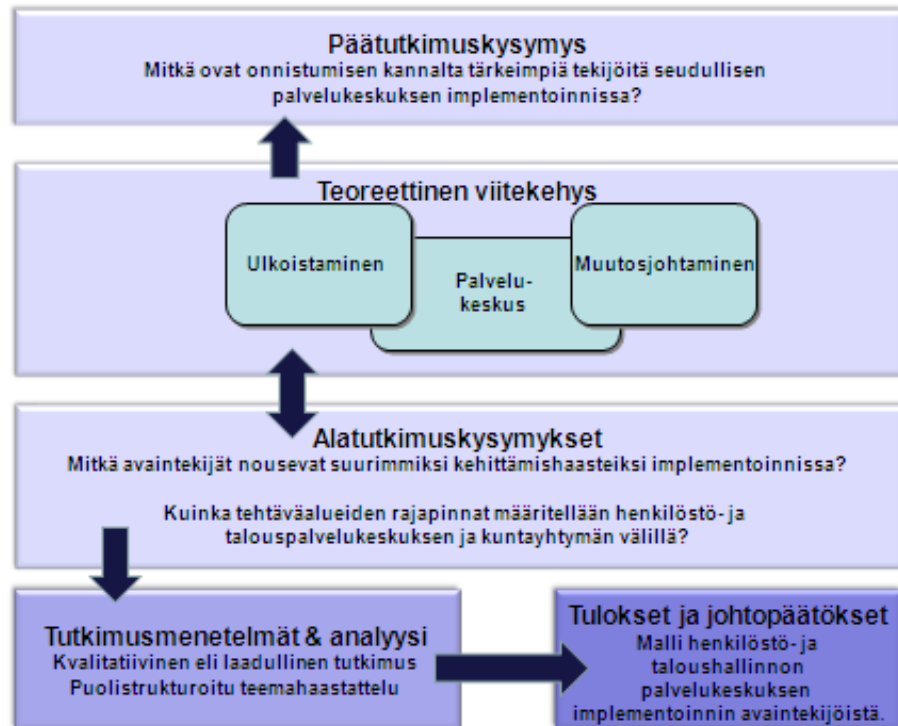 Päätutkimuskysymys
Mitkä ovat onnistumisen kannalta tärkeimpiä tekijöitä seudullisen
palvelukeskuksen implementoinnissa?
Teoreettinen viitekehys
Ulkoistaminen
Palvelu-
keskus
Muutosjohtaminen
Alatutkimuskysymykset
Mitkä avaintekijät nousevat suurimmiksi kehittämishaasteiksi implementoinnissa?
Kuinka tehtäväalueiden rajapinnat määritellään henkilöstö- ja
talouspalvelukeskuksen ja kuntayhtymän välillä?
Tutkimusmenetelmät & analyysi
Kvalitatiivinen eli laadullinen tutkimus
Puolistrukturoitu teemahaastattelu
Tulokset ja johtopäätökset
Malli henkilöstö- ja
taloushallinnon
palvelukeskuksen
implementoinnin avaintekijöistä.